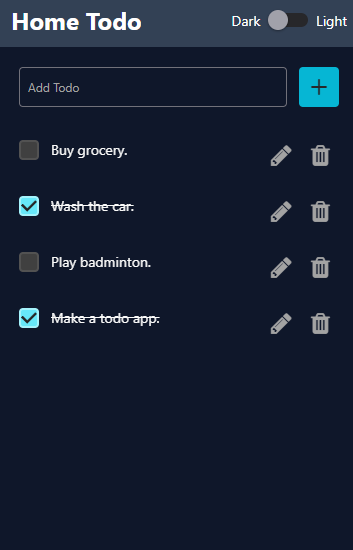 Home Todo
Dark Light
Add Todo
Buy grocery.
Wash the car.
Play badminton.
Make a todo app.